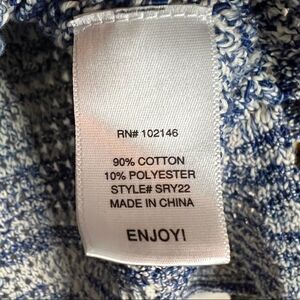 RN# 102146
90% COTTON
10% POLYESTER
STYLE# SRY22
MADE IN CHINA
ENJOY!